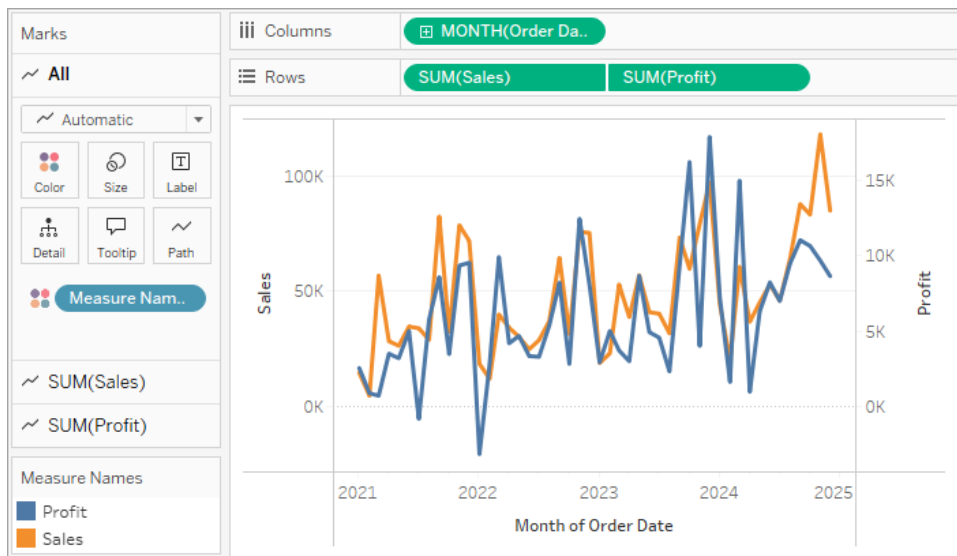 Marks
All
Automatic
Color Size Label
Detail Tooltip Path
Measure Nam..
SUM(Sales)
SUM(Profit)
Measure Names
Profit
Sales
Columns MONTH(Order Da..
Rows SUM(Sales) SUM(Profit)
100K
50K
0K
Sales
15K
10K
5K
0K
Profit
2021 2022 2023 2024 2025
Month of Order Date